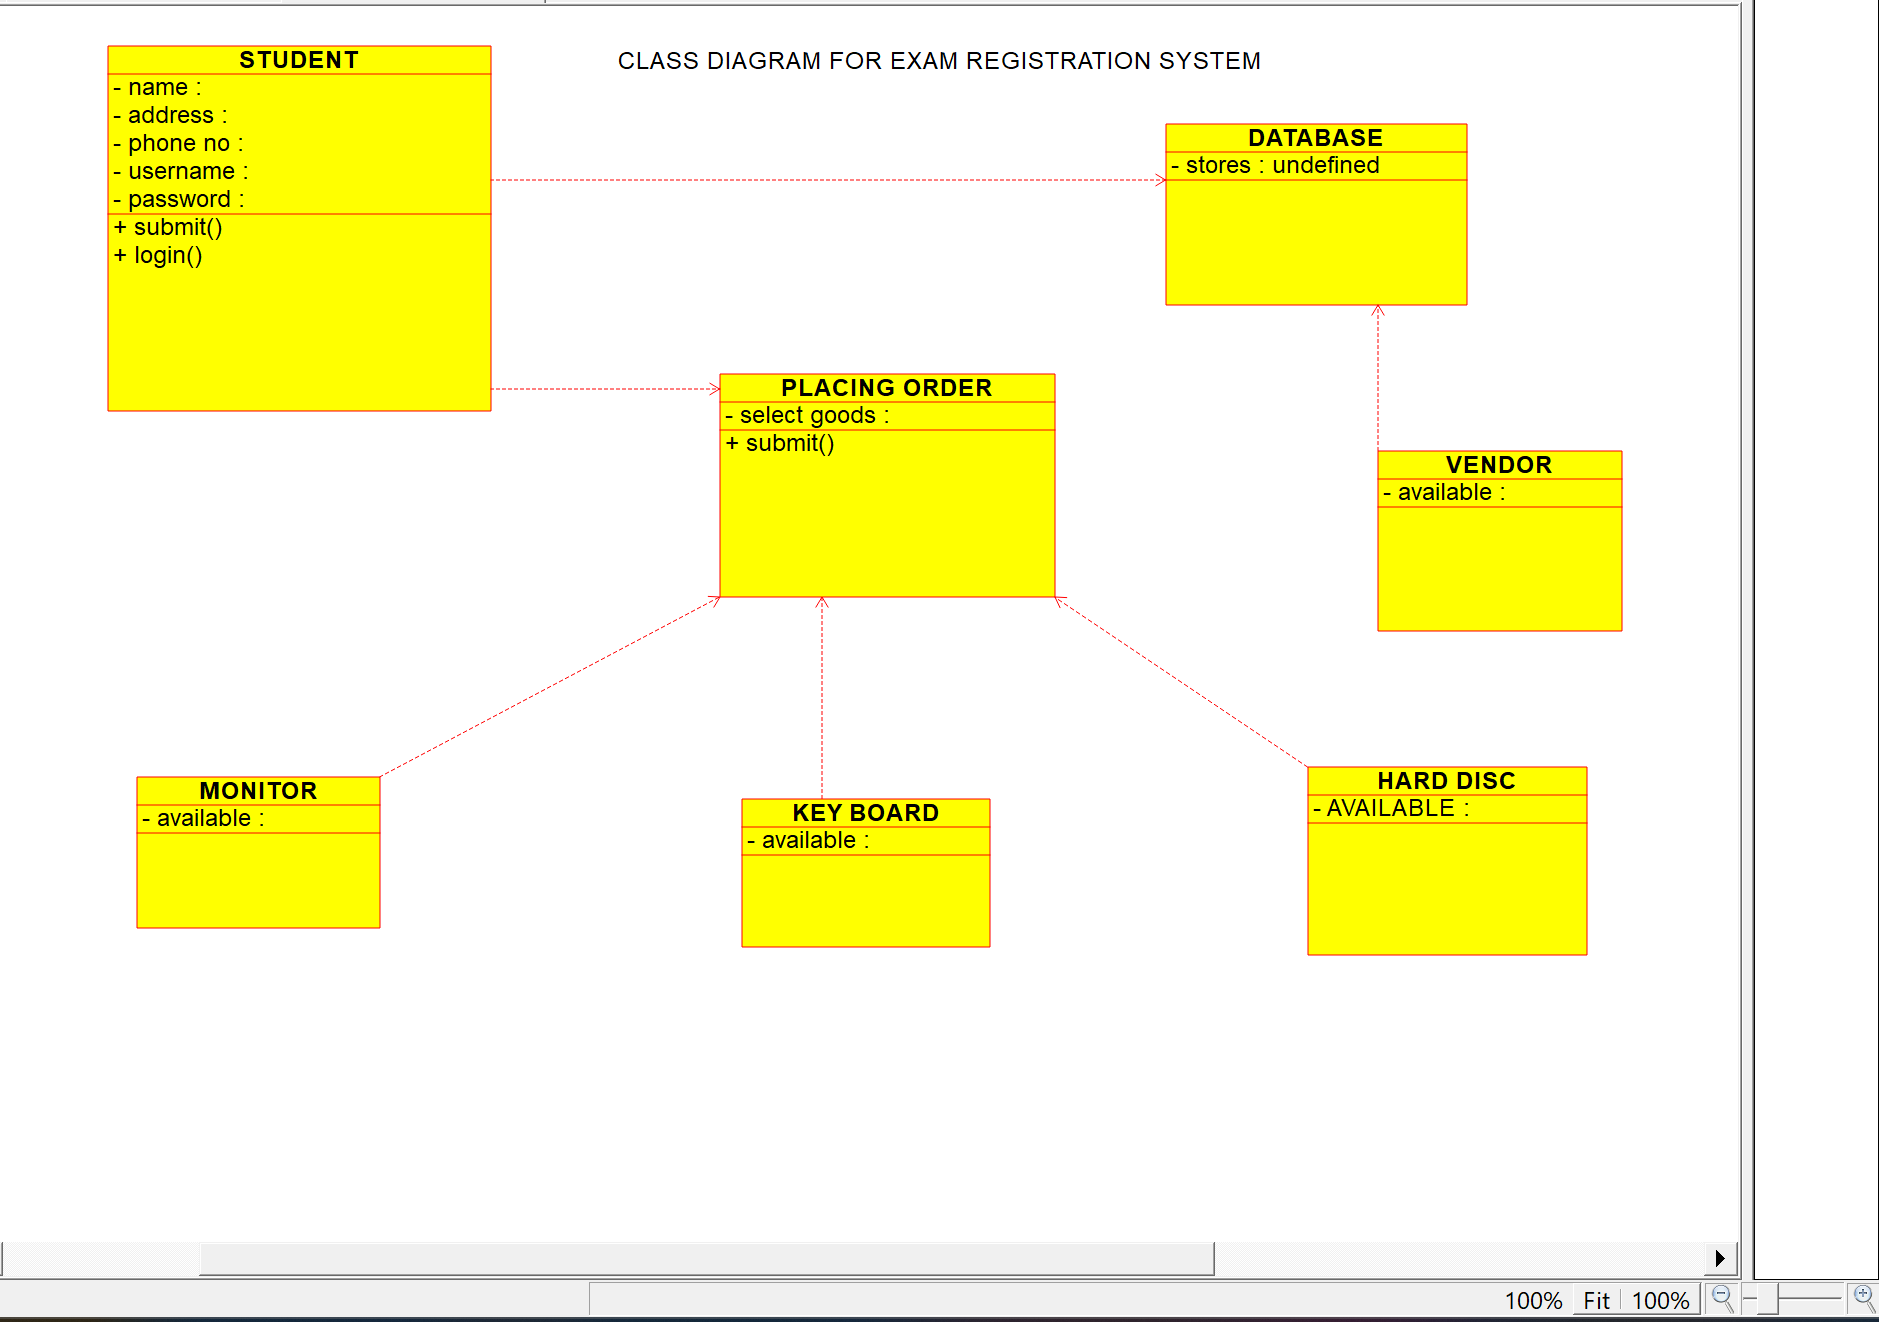 STUDENT
- name :
- address :
- phone no :
- username :
- password :
+ submit()
+ login()
CLASS DIAGRAM FOR EXAM REGISTRATION SYSTEM
DATABASE
- stores : undefined
PLACING ORDER
- select goods :
+ submit()
VENDOR
- available :
MONITOR
- available :
KEY BOARD
- available :
HARD DISC
- AVAILABLE :
100% Fit 100%